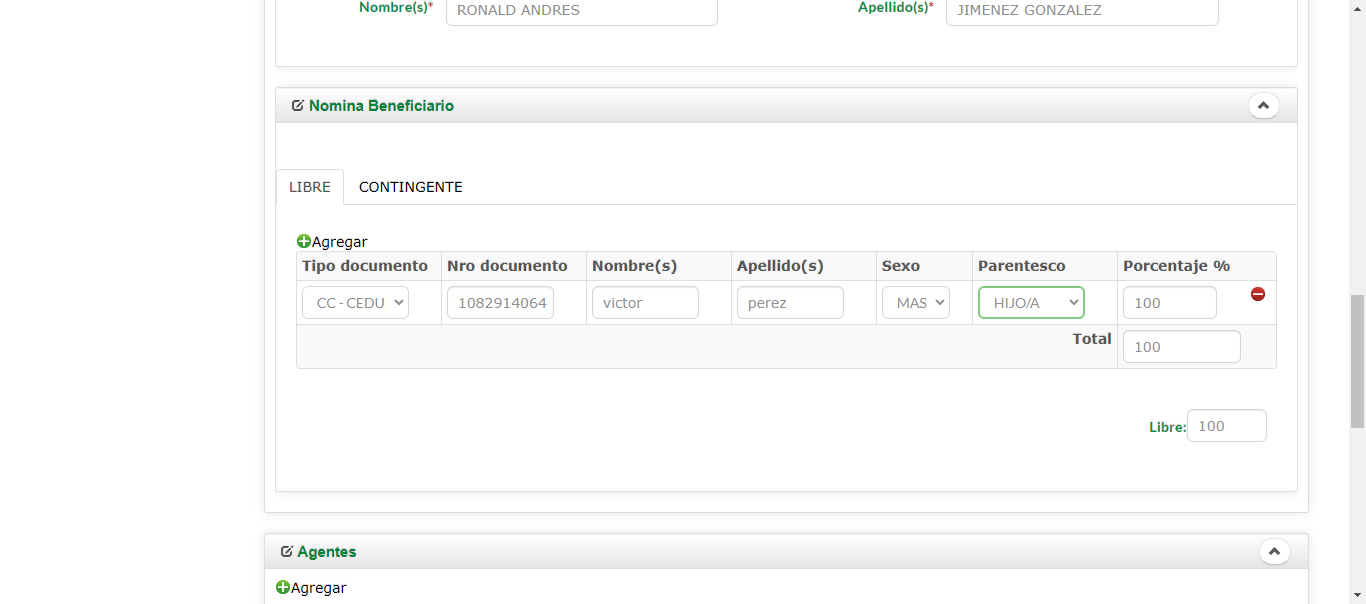 Nombre(s)* RONALD ANDRES Apellido(s)* JIMENEZ GONZALEZ
Nomina Beneficiario
LIBRE CONTINGENTE
Agregar
Tipo documento Nro documento Nombre(s) Apellido(s) Sexo Parentesco Porcentaje %
CC - CEDU 1082914064 victor perez MAS HIJO/A 100
Total 100
Libre: 100
Agentes
Agregar